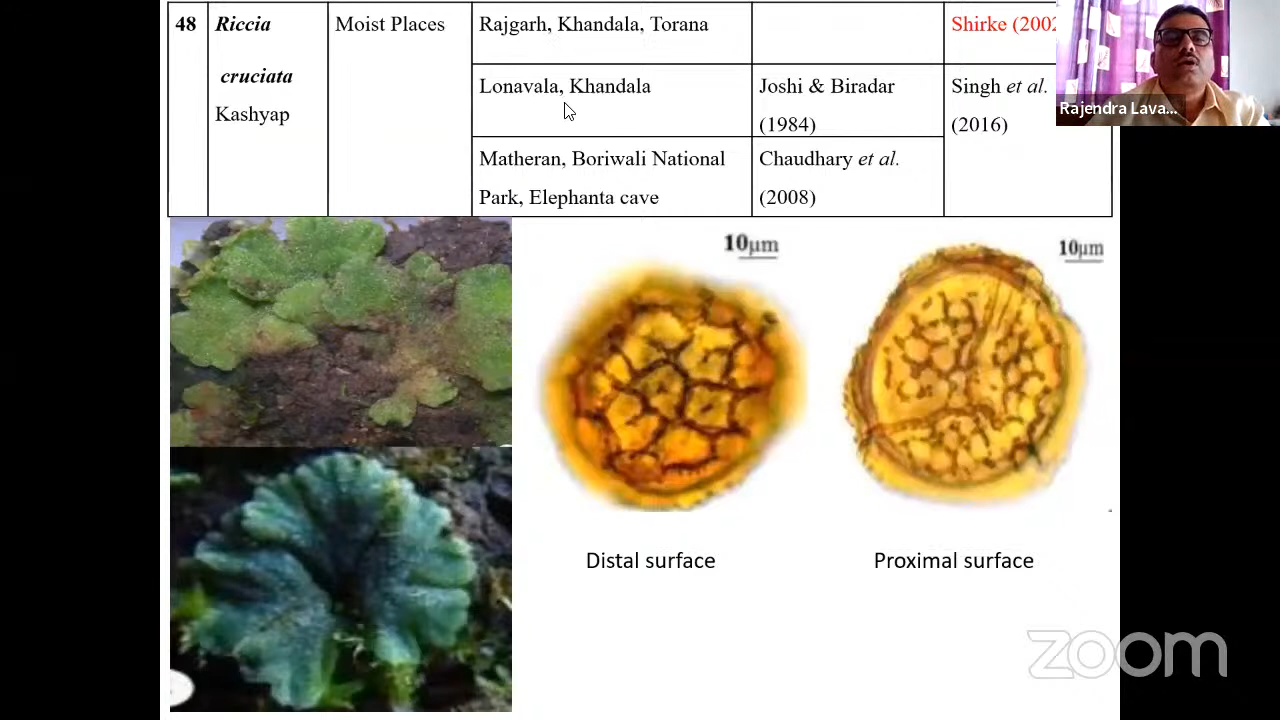 48
Riccia
cruciata
Kashyap
Moist Places
Rajgarh, Khandala, Torana
Shirke (2002
Lonavala, Khandala
Joshi & Biradar
(1984)
Singh et al.
(2016)
Matheran, Boriwali National
Park, Elephanta cave
Chaudhary et al.
(2008)
Rajendra Lava...
10μm
10μm
Distal surface
Proximal surface
zoom